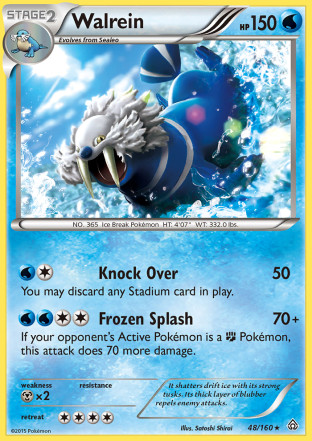 STAGE2 Walrein HP150
Evolves from Sealeo
NO. 365 Ice Break Pokémon HT: 4'07" WT: 332.0 lbs.
Knock Over 50
You may discard any Stadium card in play.
Frozen Splash 70+
If your opponent's Active Pokémon is a Pokémon,
this attack does 70 more damage.
weakness resistance
×2
retreat
It shatters drift ice with its strong
tusks. Its thick layer of blubber
repels enemy attacks.
Illus. Satoshi Shirai 48/160 ★
©2015 Pokémon